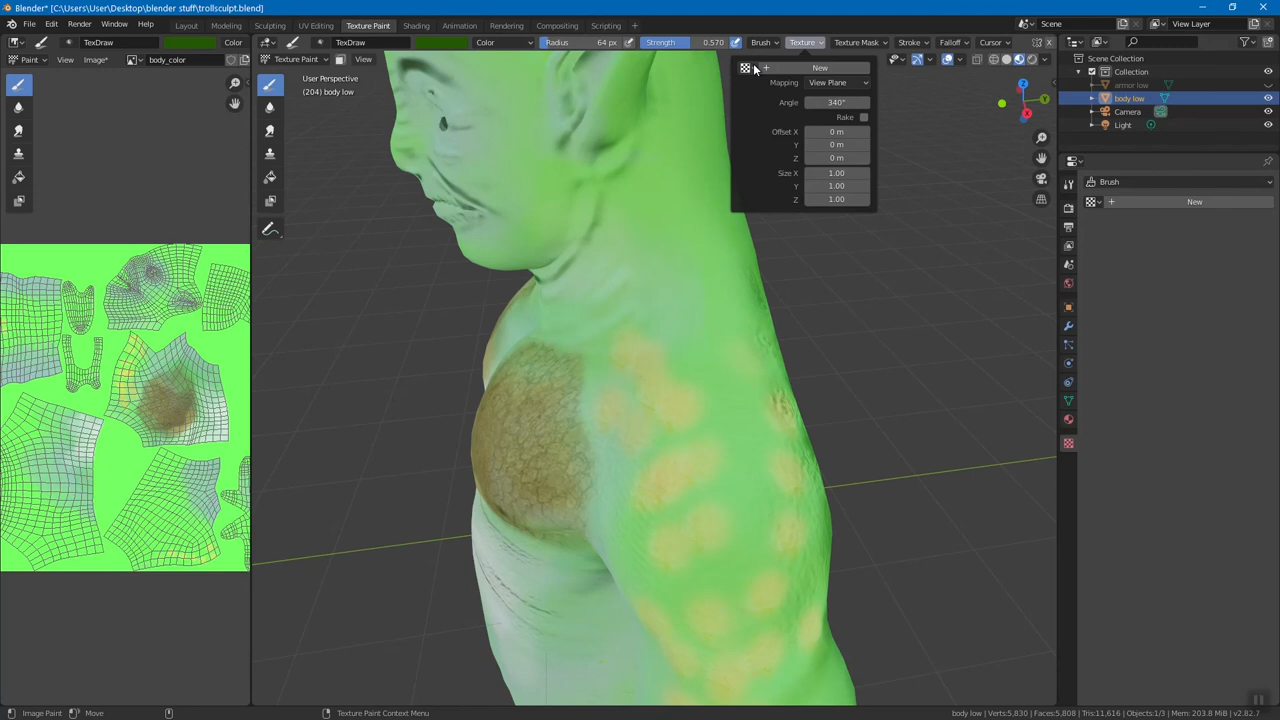 Blender* [C:\Users\User\Desktop\blender stuff\trollsculpt.blend]
File Edit Render Window Help Layout Modeling Sculpting UV Editing Texture Paint Shading Animation Rendering Compositing Scripting + Scene View Layer
TexDraw Color TexDraw Color Radius 64 px Strength 0.570 Brush Texture Texture Mask Stroke Falloff Cursor
Paint View Image* body_color Texture Paint View
User Perspective
(204) body low
+ New
Mapping View Plane
Angle 340°
Rake
Offset X 0 m
Y 0 m
Z 0 m
Size X 1.00
Y 1.00
Z 1.00
Z
Y
X
Scene Collection
Collection
armor low
body low
Camera
Light
Brush
+ New
Image Paint Move Texture Paint Context Menu body low | Verts:5,830 | Faces:5,808 | Tris:11,616 | Objects:1/3 | Mem: 203.8 MiB | v2.82.7